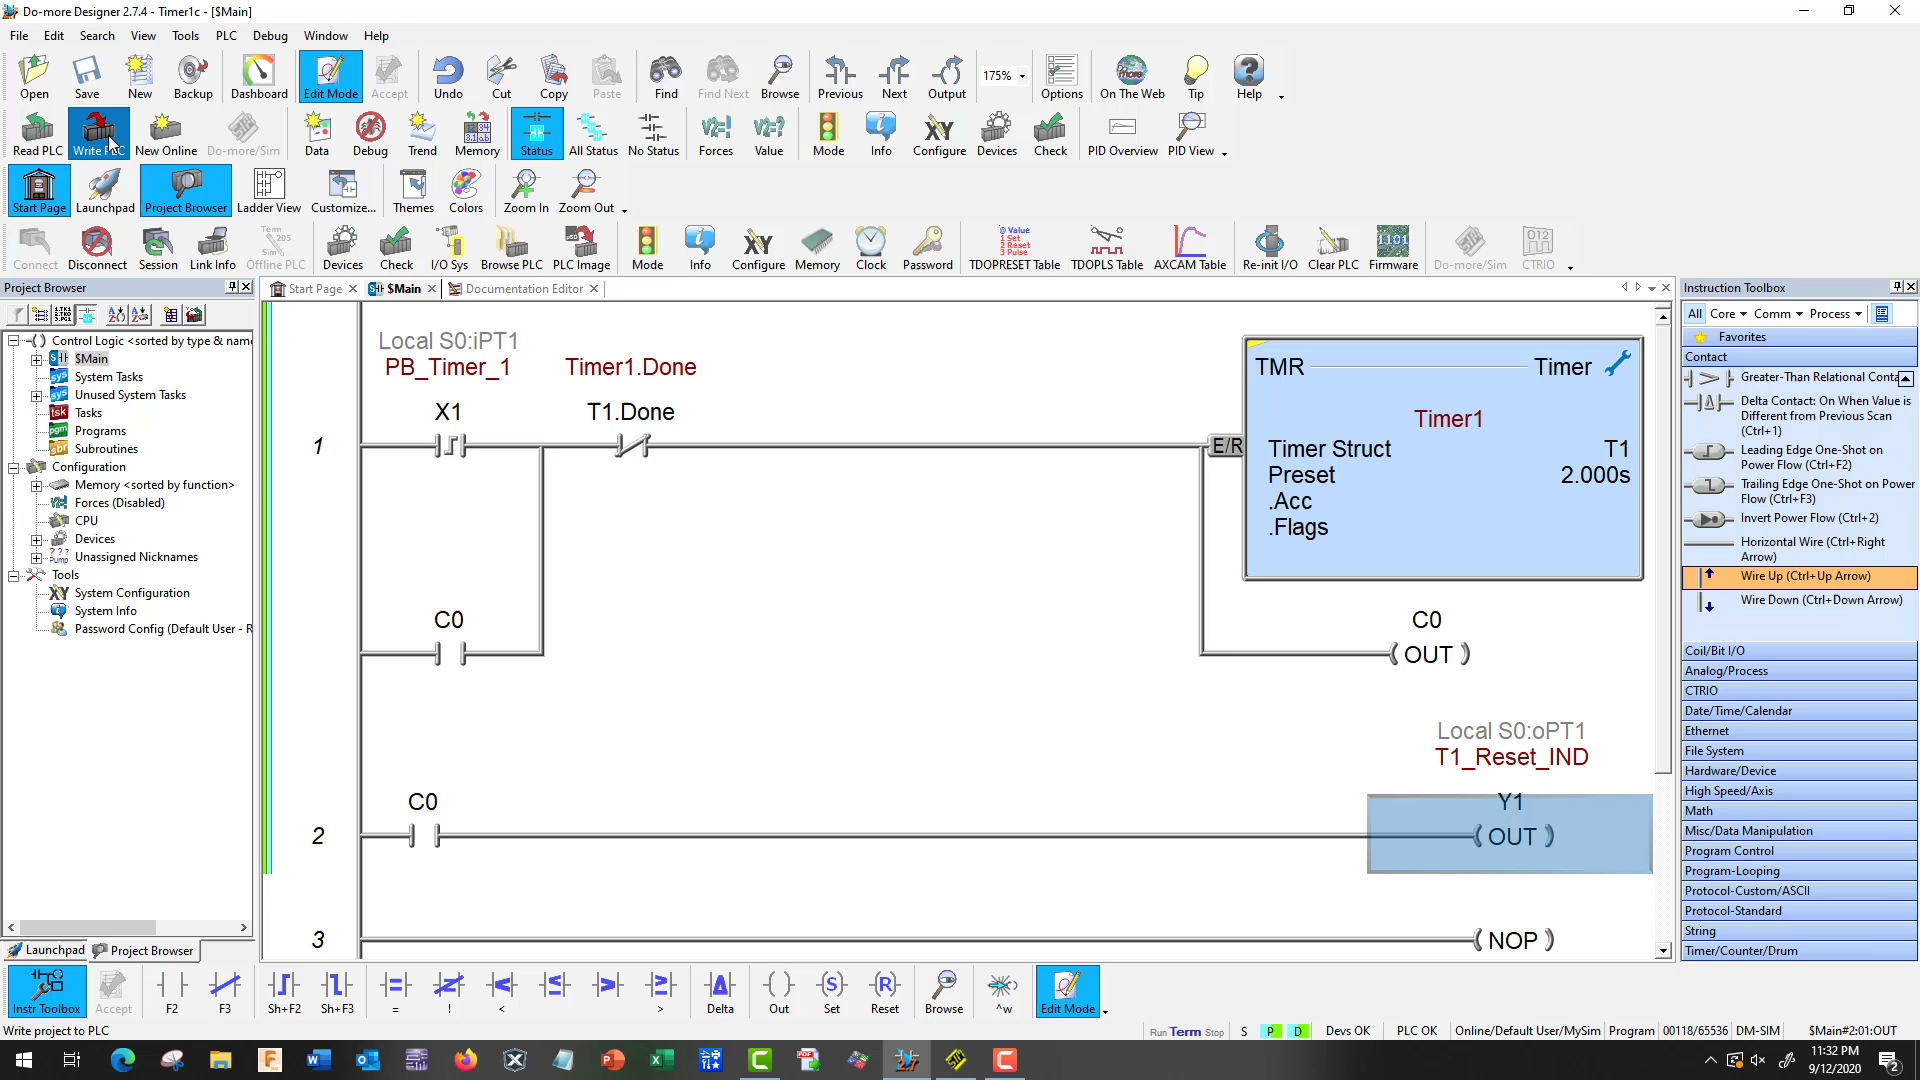 Do-more Designer 2.7.4 - Timer1c - [$Main]
File Edit Search View Tools PLC Debug Window Help
Open Save New Backup Dashboard Edit Mode Accept Undo Cut Copy Paste Find Find Next Browse Previous Next Output 175% Options On The Web Tip Help
Read PLC Write PLC New Online Do-more/Sim Data Debug Trend Memory Status All Status No Status Forces Value Mode Info Configure Devices Check PID Overview PID View
Start Page Launchpad Project Browser Ladder View Customize... Themes Colors Zoom In Zoom Out
Connect Disconnect Session Link Info Offline PLC Devices Check I/O Sys Browse PLC PLC Image Mode Info Configure Memory Clock Password TDOPRESET Table TDOPLS Table AXCAM Table Re-init I/O Clear PLC Firmware Do-more/Sim CTRIO
Project Browser
Start Page $Main Documentation Editor
Instruction Toolbox
All Core Comm Process
Control Logic <sorted by type & name
$Main
System Tasks
Unused System Tasks
Tasks
Programs
Subroutines
Configuration
Memory <sorted by function>
Forces (Disabled)
CPU
Devices
Unassigned Nicknames
Tools
System Configuration
System Info
Password Config (Default User - R
Launchpad Project Browser
Local S0:iPT1
PB_Timer_1 Timer1.Done
X1 T1.Done
1
E/R
TMR Timer
Timer1
Timer Struct T1
Preset 2.000s
.Acc
.Flags
C0 C0
OUT
Local S0:oPT1
T1_Reset_IND
C0 Y1
2 OUT
3 NOP
Favorites
Contact
Greater-Than Relational Conta
Delta Contact: On When Value is
Different from Previous Scan
(Ctrl+1)
Leading Edge One-Shot on
Power Flow (Ctrl+F2)
Trailing Edge One-Shot on Power
Flow (Ctrl+F3)
Invert Power Flow (Ctrl+2)
Horizontal Wire (Ctrl+Right
Arrow)
Wire Up (Ctrl+Up Arrow)
Wire Down (Ctrl+Down Arrow)
Coil/Bit I/O
Analog/Process
CTRIO
Date/Time/Calendar
Ethernet
File System
Hardware/Device
High Speed/Axis
Math
Misc/Data Manipulation
Program Control
Program-Looping
Protocol-Custom/ASCII
Protocol-Standard
String
Timer/Counter/Drum
Instr Toolbox Accept F2 F3 Sh+F2 Sh+F3 = ! < > Delta Out Set Reset Browse ^w Edit Mode
Write project to PLC
Run Term Stop S P D Devs OK PLC OK Online/Default User/MySim Program 00118/65536 DM-SIM $Main#2:01:OUT
11:32 PM
9/12/2020
2